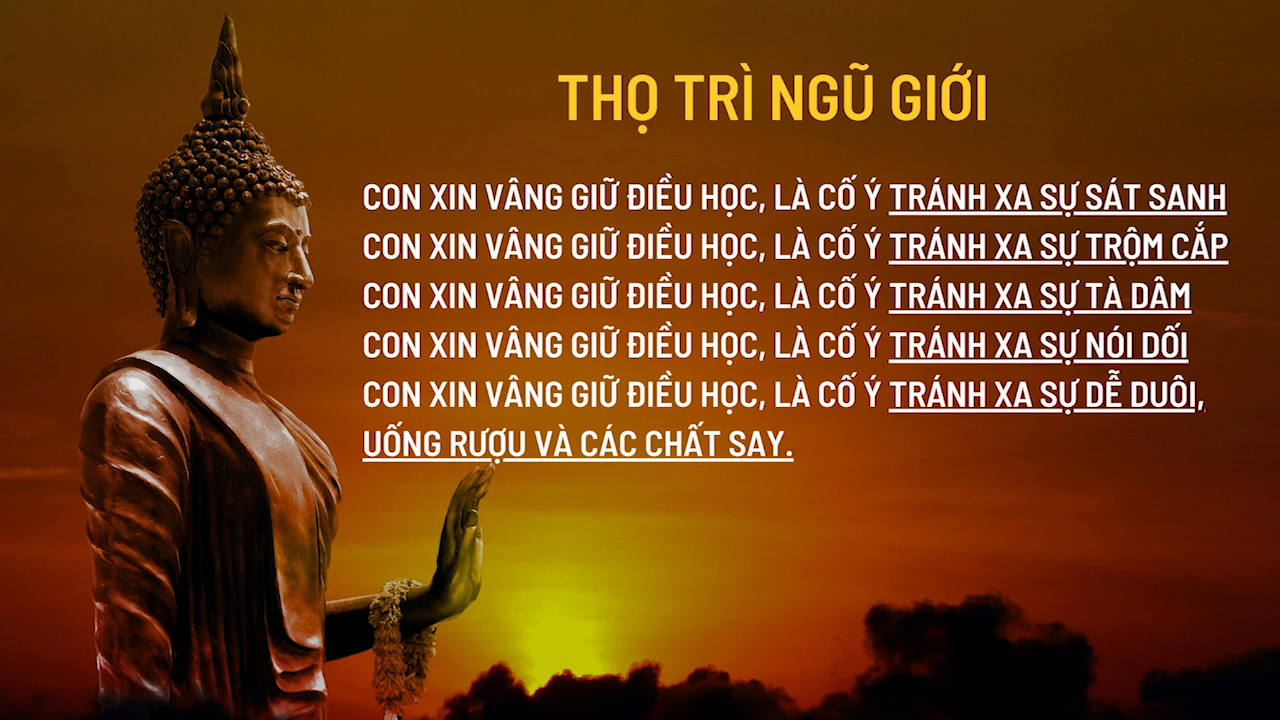 THỌ TRÌ NGŨ GIỚI
CON XIN VÂNG GIỮ ĐIỀU HỌC, LÀ CỐ Ý TRÁNH XA SỰ SÁT SANH
CON XIN VÂNG GIỮ ĐIỀU HỌC, LÀ CỐ Ý TRÁNH XA SỰ TRỘM CẮP
CON XIN VÂNG GIỮ ĐIỀU HỌC, LÀ CỐ Ý TRÁNH XA SỰ TÀ DÂM
CON XIN VÂNG GIỮ ĐIỀU HỌC, LÀ CỐ Ý TRÁNH XA SỰ NÓI DỐI
CON XIN VÂNG GIỮ ĐIỀU HỌC, LÀ CỐ Ý TRÁNH XA SỰ DỄ DUÔI,
UỐNG RƯỢU VÀ CÁC CHẤT SAY.